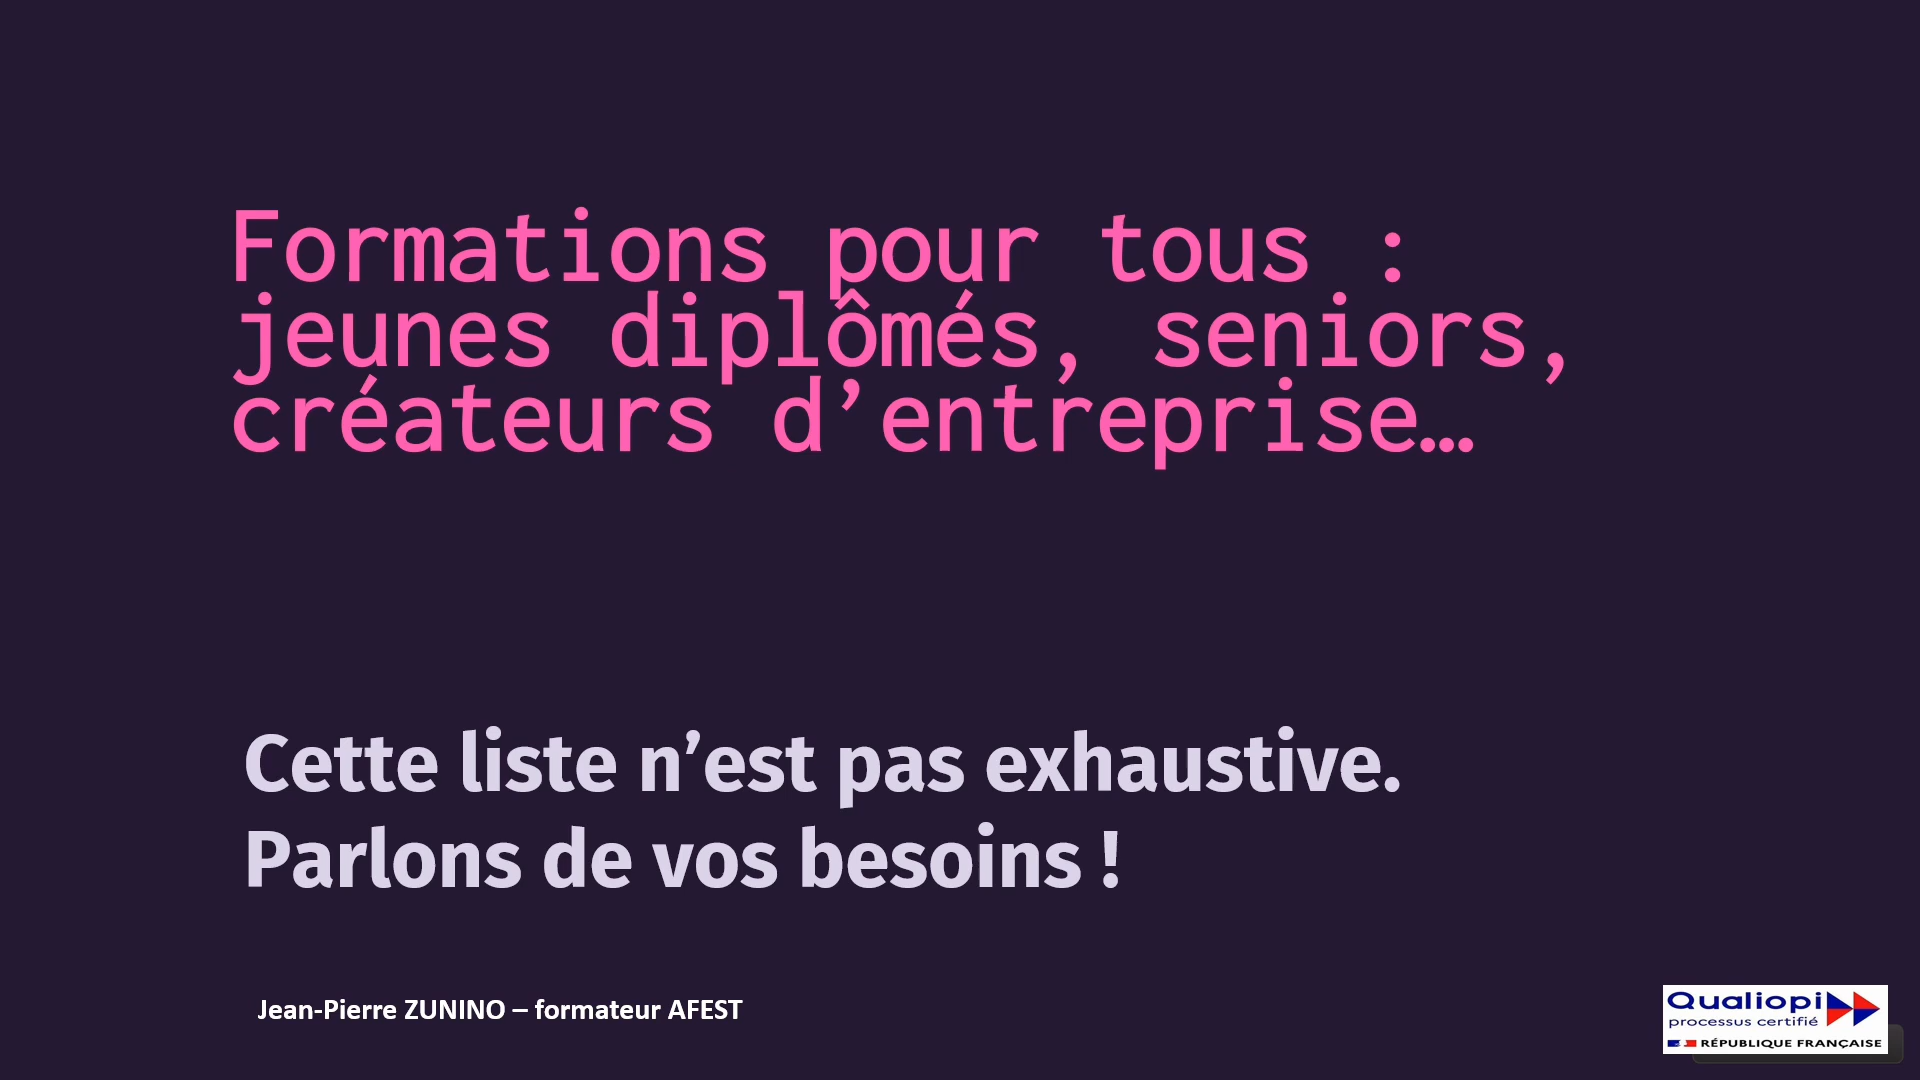 Formations pour tous :
jeunes diplômés, seniors,
créateurs d’entreprise…
Cette liste n’est pas exhaustive.
Parlons de vos besoins !
Jean-Pierre ZUNINO – formateur AFEST
Qualiopi
processus certifié
RÉPUBLIQUE FRANÇAISE